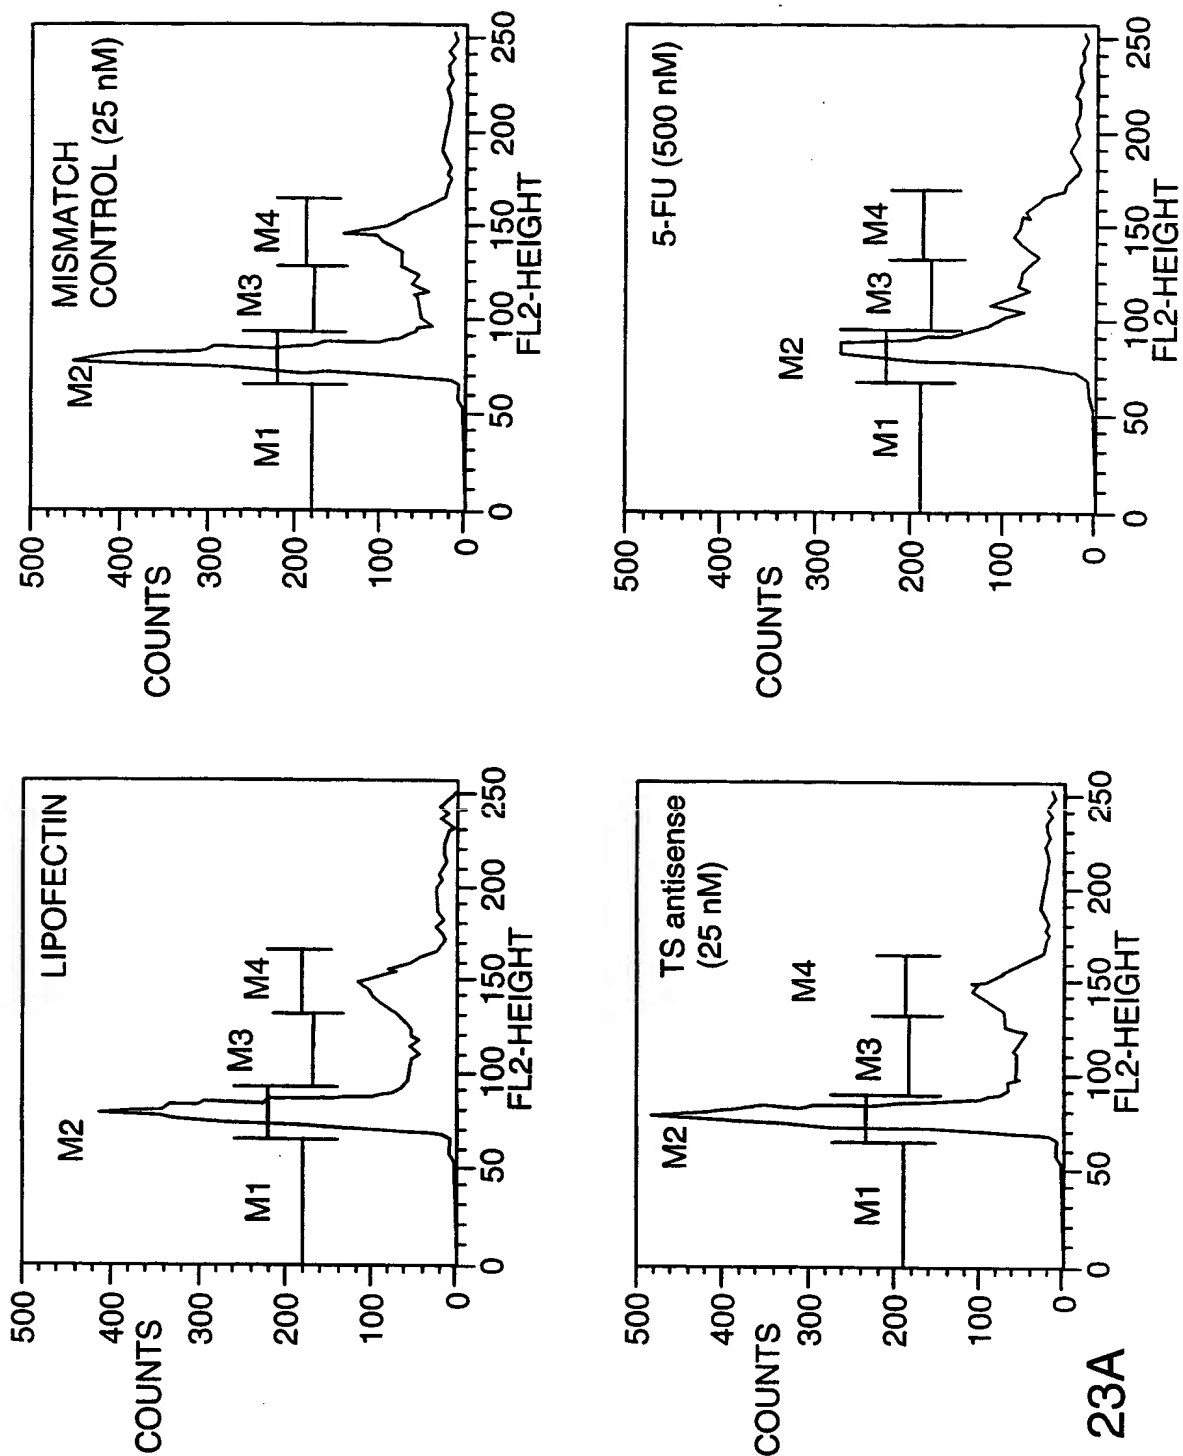 LIPOFECTIN
500
400
300
200
100
0
COUNTS
M1
M2
M3
M4
0
50
100
150
200
250
FL2-HEIGHT
MISMATCH
CONTROL (25 nM)
500
400
300
200
100
0
COUNTS
M1
M2
M3
M4
0
50
100
150
200
250
FL2-HEIGHT
TS antisense
(25 nM)
500
400
300
200
100
0
COUNTS
M1
M2
M3
M4
0
50
100
150
200
250
FL2-HEIGHT
5-FU (500 nM)
500
400
300
200
100
0
COUNTS
M1
M2
M3
M4
0
50
100
150
200
250
FL2-HEIGHT
23A